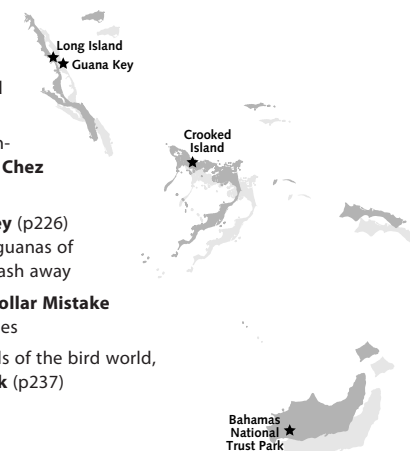 Long Island
Guana Key
Crooked
Island
n-
Chez
ey (p226)
guanas of
ash away
ollar Mistake
es
ls of the bird world,
k (p237)
Bahamas
National
Trust Park